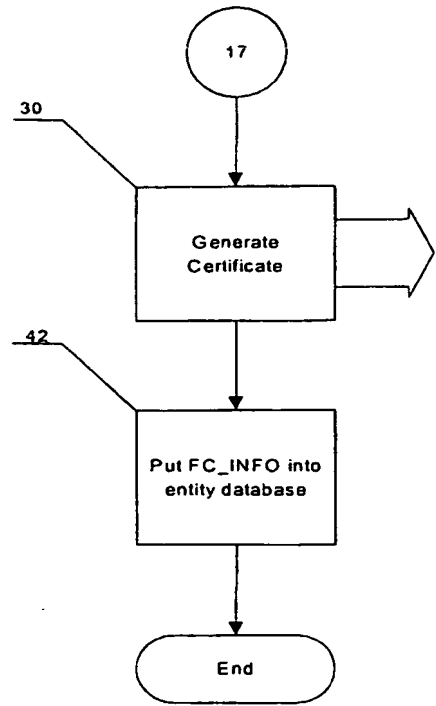 17
30
Generate
Certificate
42
Put FC_INFO into
entity database
End